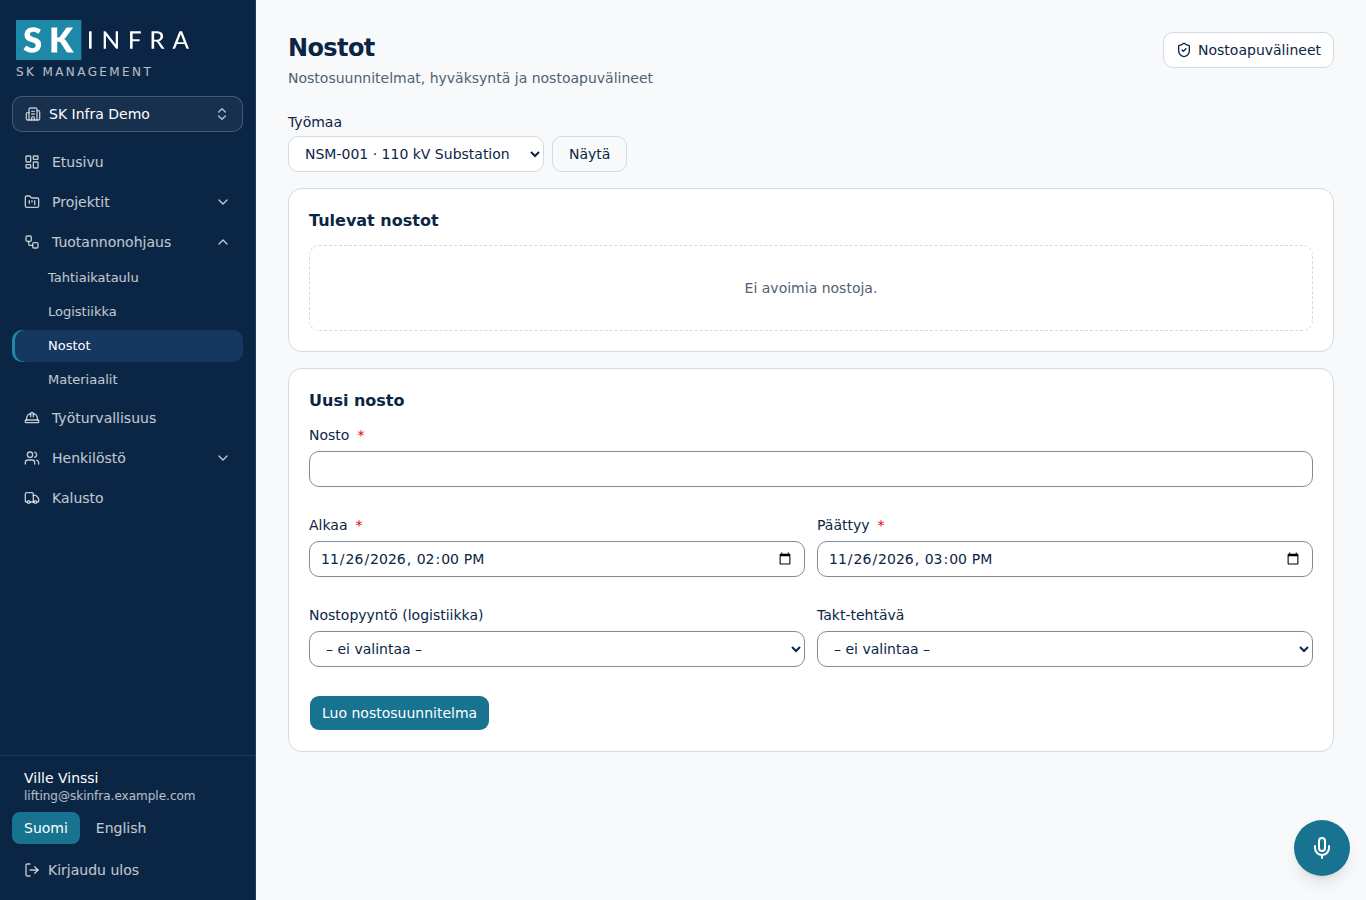 SK INFRA
SK MANAGEMENT
SK Infra Demo
Etusivu
Projektit
Tuotannonohjaus
Tahtiaikataulu
Logistiikka
Nostot
Materiaalit
Työturvallisuus
Henkilöstö
Kalusto
Ville Vinssi
lifting@skinfra.example.com
Suomi English
Kirjaudu ulos
Nostot
Nostosuunnitelmat, hyväksyntä ja nostoapuvälineet
Nostoapuvälineet
Työmaa
NSM-001 · 110 kV Substation Näytä
Tulevat nostot
Ei avoimia nostoja.
Uusi nosto
Nosto *
Alkaa * Päättyy *
11/26/2026, 02:00 PM 11/26/2026, 03:00 PM
Nostopyyntö (logistiikka) Takt-tehtävä
– ei valintaa – – ei valintaa –
Luo nostosuunnitelma